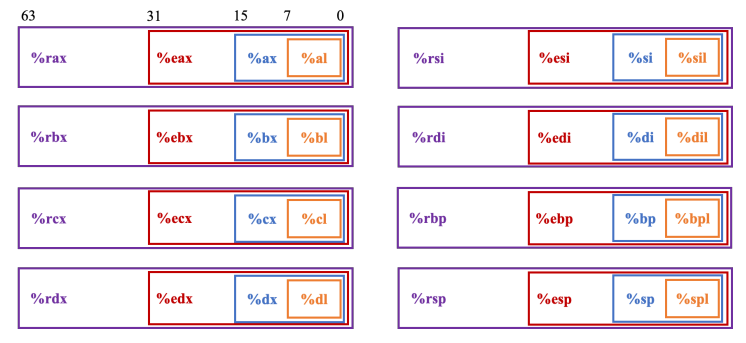 63 31 15 7 0
%rax %eax %ax %al %rsi %esi %si %sil
%rbx %ebx %bx %bl %rdi %edi %di %dil
%rcx %ecx %cx %cl %rbp %ebp %bp %bpl
%rdx %edx %dx %dl %rsp %esp %sp %spl